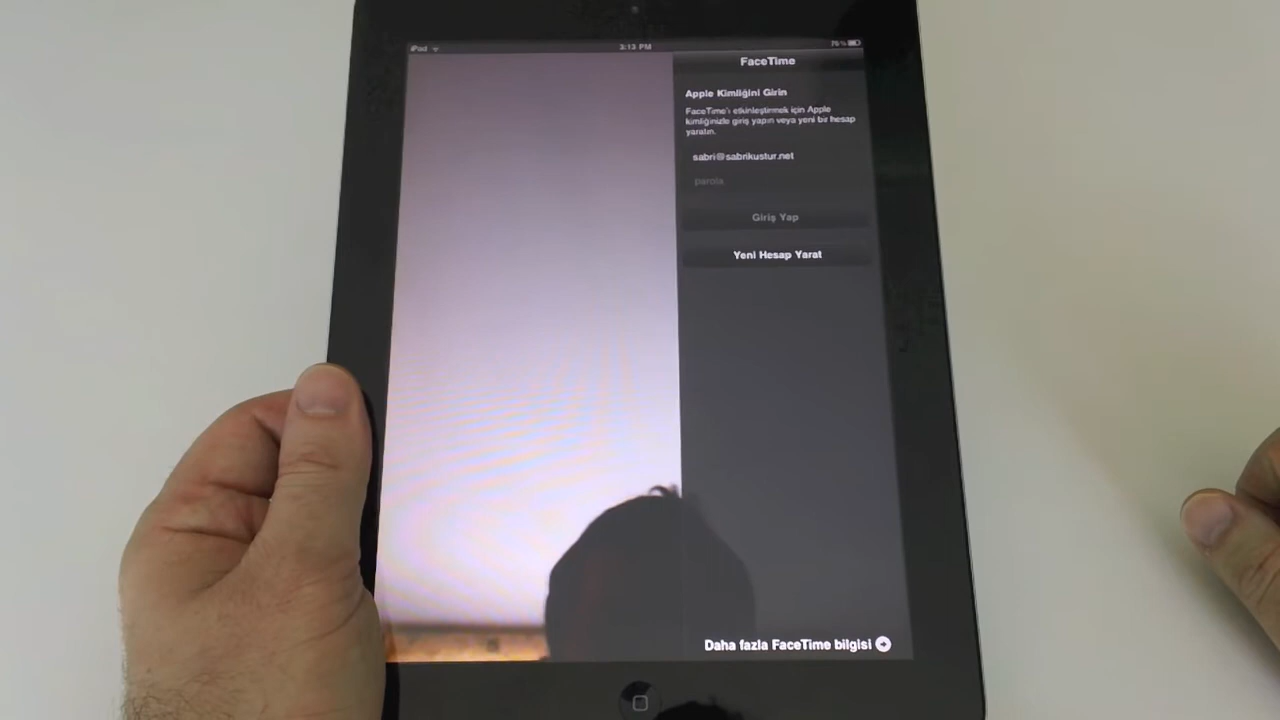 iPad
3:13 PM
75%
FaceTime
Apple Kimliğini Girin
FaceTime'ı etkinleştirmek için Apple
kimliğinizle giriş yapın veya yeni bir hesap
yaratın.
sabri@sabrikustur.net
parola
Giriş Yap
Yeni Hesap Yarat
Daha fazla FaceTime bilgisi